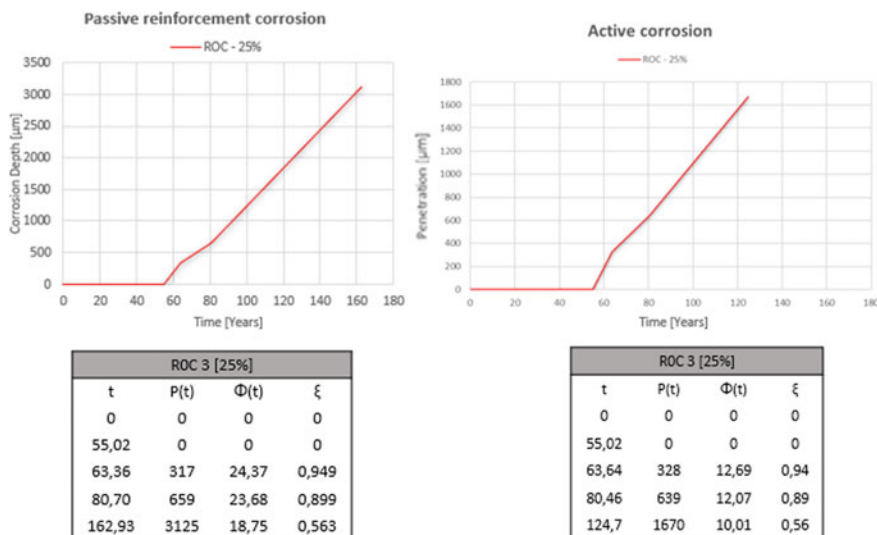 Passive reinforcement corrosion
ROC - 25%
3500
3000
2500
2000
1500
1000
500
0
Corrosion Depth [µm]
0 20 40 60 80 100 120 140 160 180
Time [Years]
R0C 3 [25%]
t P(t) Φ(t) ξ
0 0 0 0
55,02 0 0 0
63,36 317 24,37 0,949
80,70 659 23,68 0,899
162,93 3125 18,75 0,563
Active corrosion
ROC - 25%
1800
1600
1400
1200
1000
800
600
400
200
0
Penetration [µm]
0 20 40 60 80 100 120 140 160 180
Time [Years]
R0C 3 [25%]
t P(t) Φ(t) ξ
0 0 0 0
55,02 0 0 0
63,64 328 12,69 0,94
80,46 639 12,07 0,89
124,7 1670 10,01 0,56